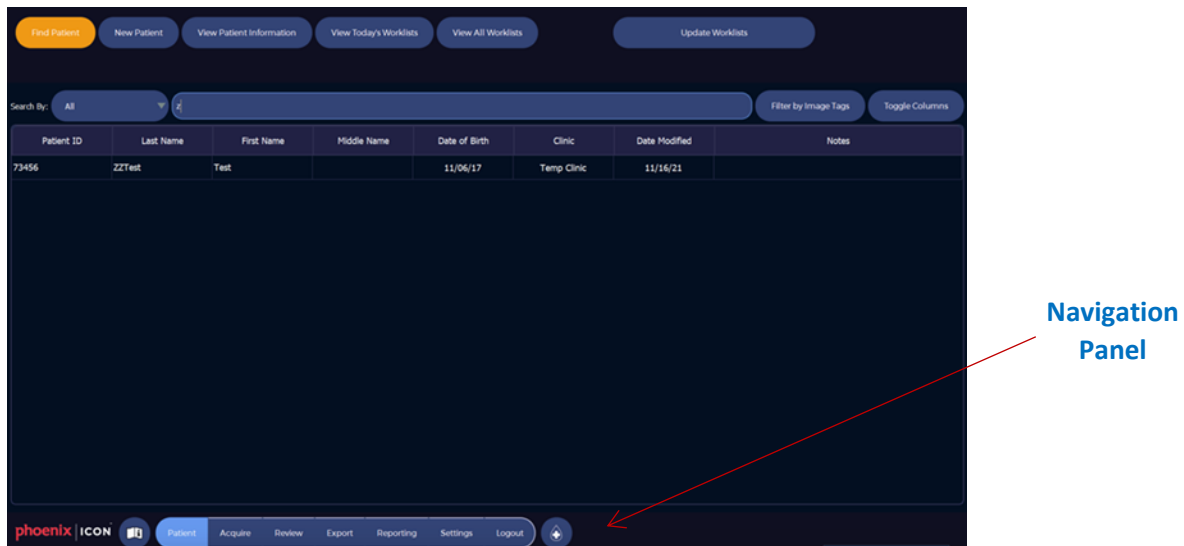 Find Patient New Patient View Patient Information View Today's Worklists View All Worklists Update Worklists
Search By: All z Filter by Image Tags Toggle Columns
Patient ID Last Name First Name Middle Name Date of Birth Clinic Date Modified Notes
73456 ZZTest Test 11/06/17 Temp Clinic 11/16/21
Navigation
Panel
phoenix | ICON Patient Acquire Review Export Reporting Settings Logout